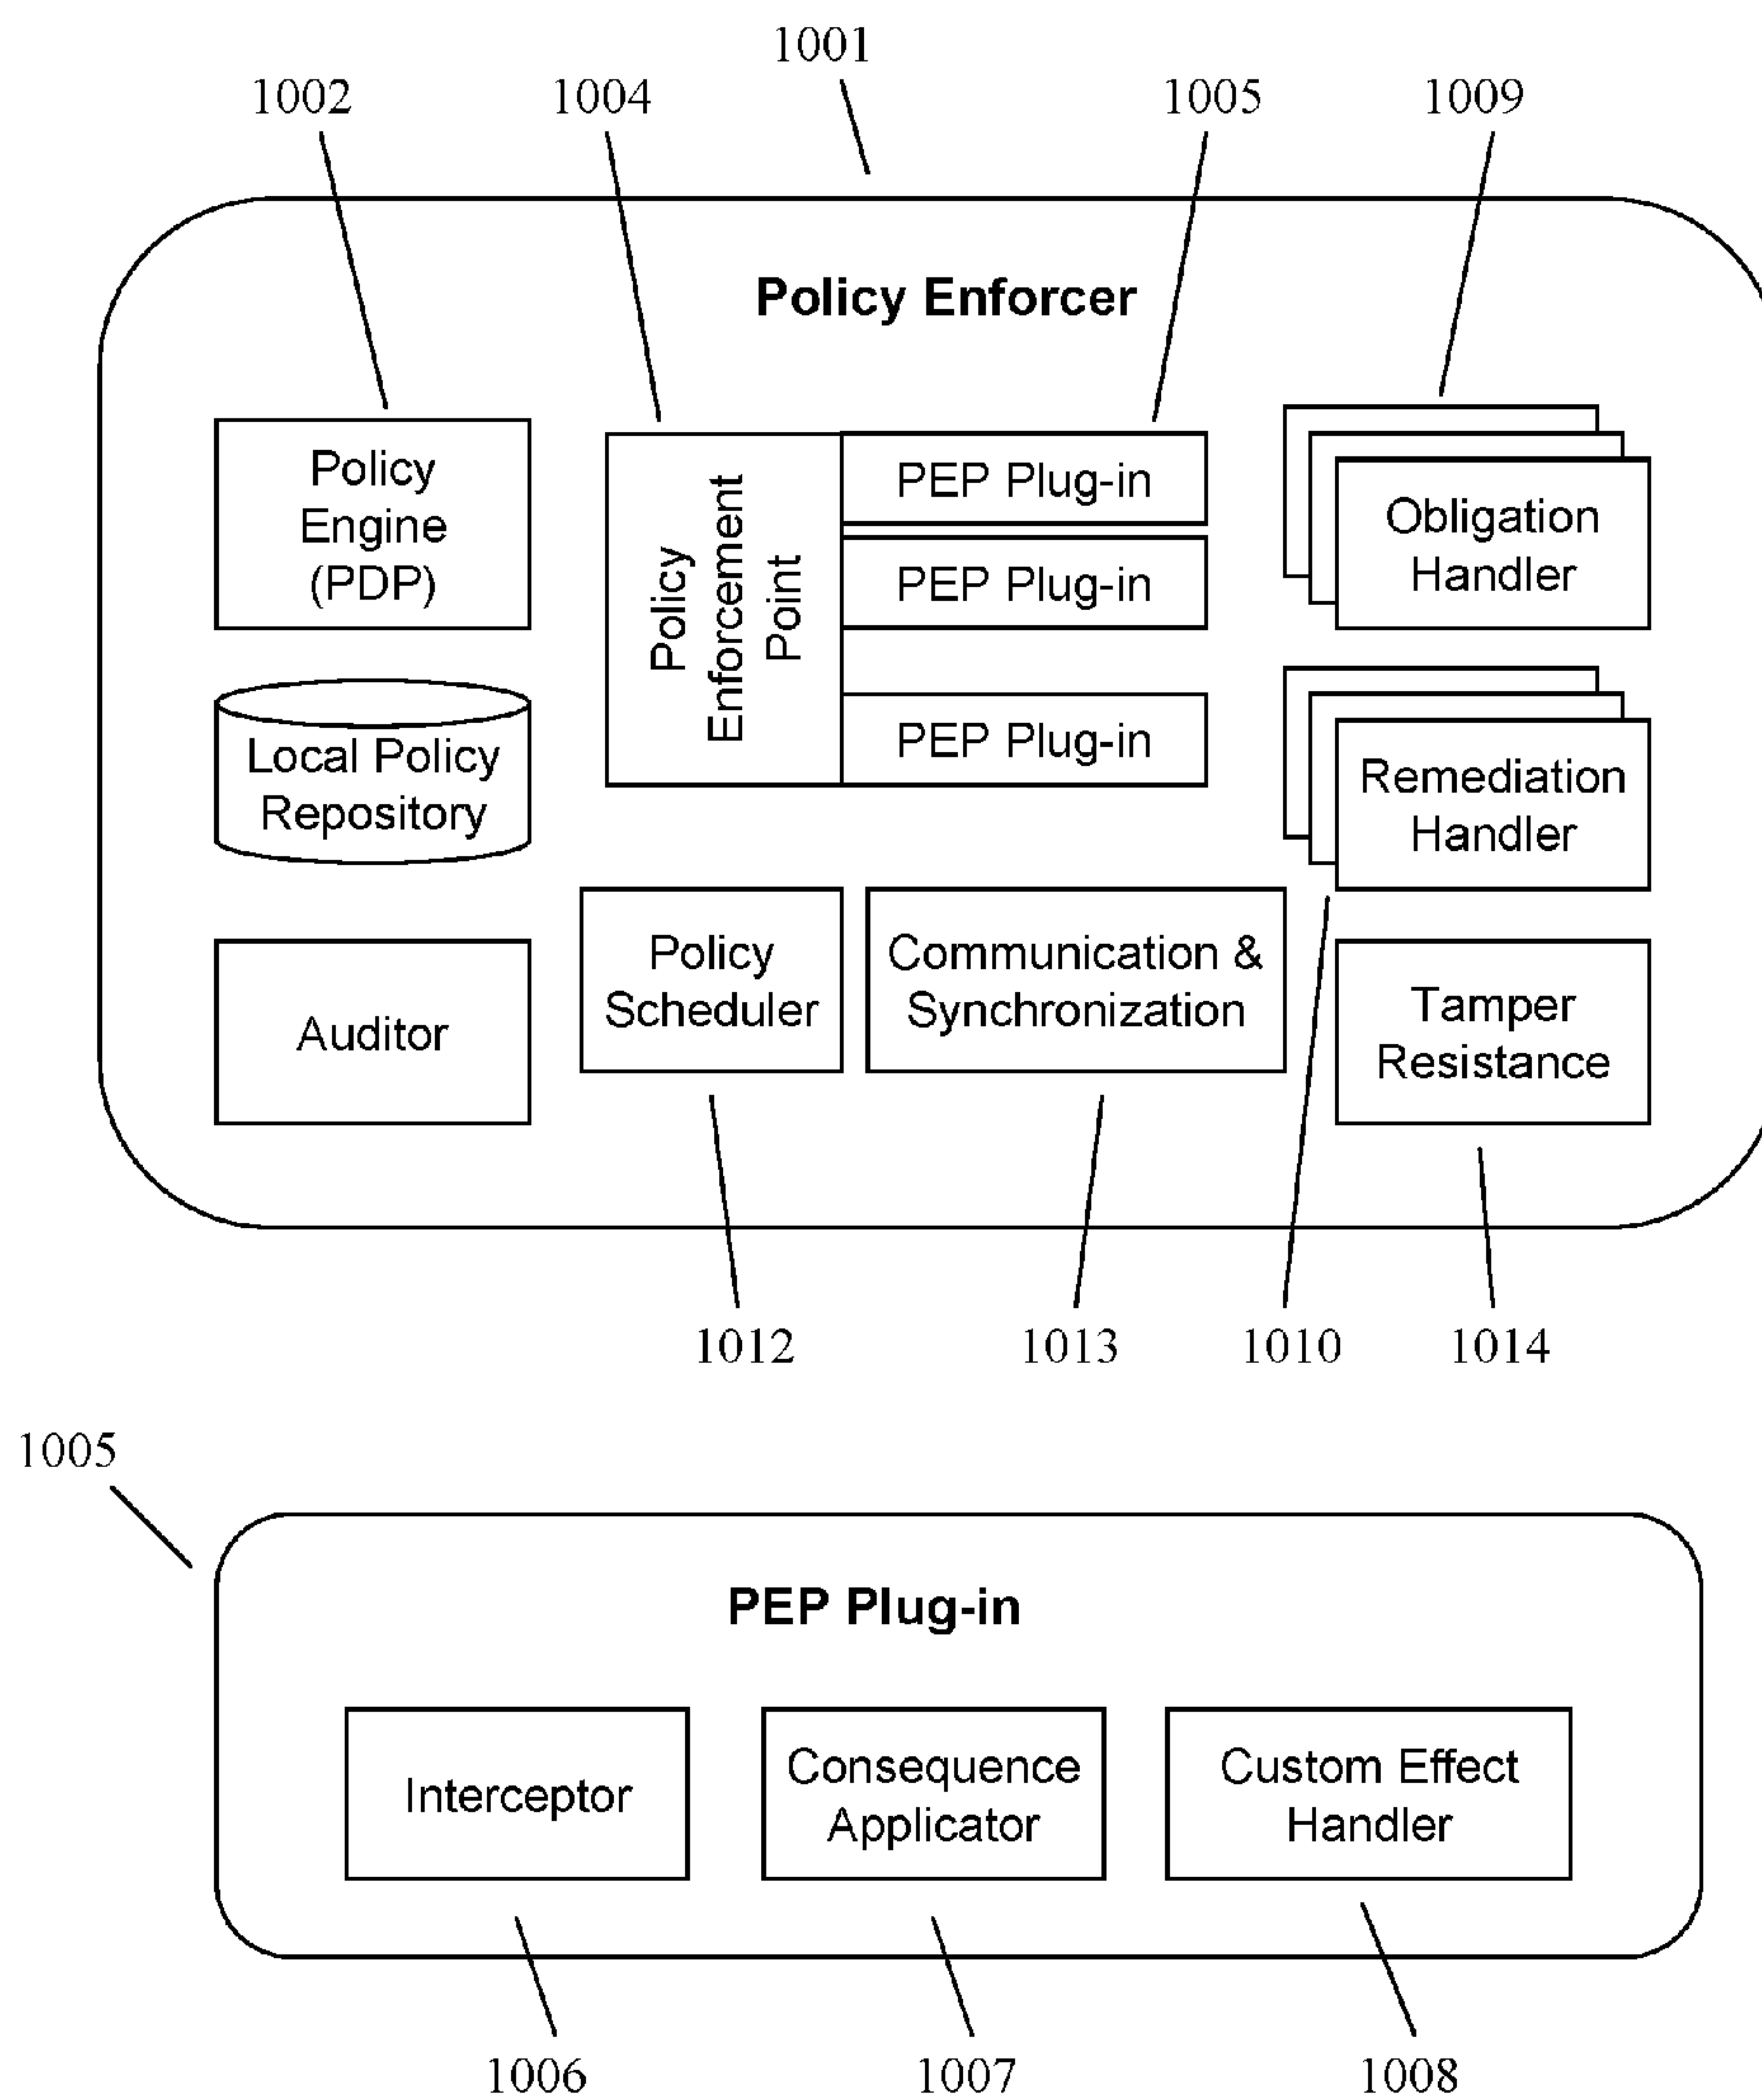 1001
1002
1004
1005
1009
Policy Enforcer
Policy
Engine
(PDP)
Policy
Enforcement
Point
PEP Plug-in
PEP Plug-in
PEP Plug-in
Obligation
Handler
Local Policy
Repository
Remediation
Handler
Auditor
Policy
Scheduler
Communication &
Synchronization
Tamper
Resistance
1012
1013
1010
1014
1005
PEP Plug-in
Interceptor
Consequence
Applicator
Custom Effect
Handler
1006
1007
1008